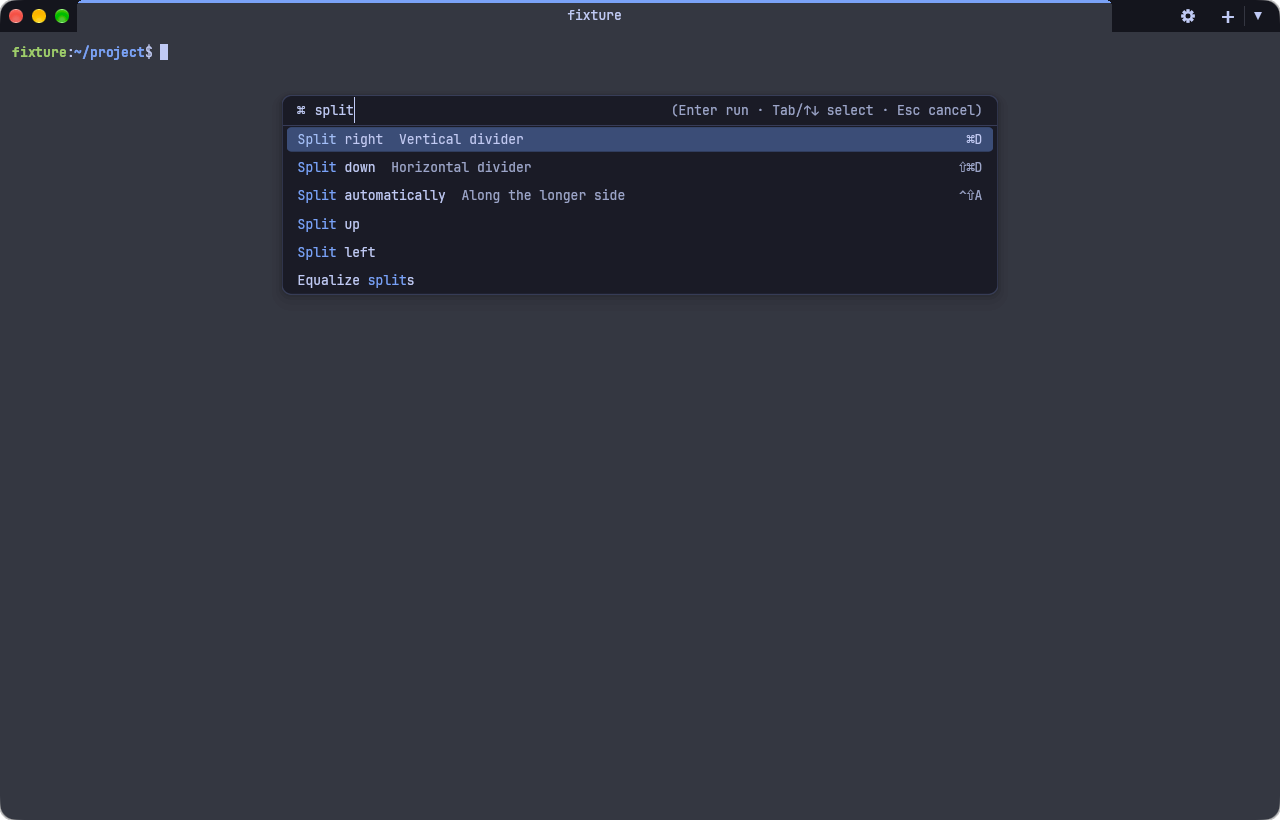 fixture
fixture:~/project$
⌘ split (Enter run · Tab/↑↓ select · Esc cancel)
Split right Vertical divider ⌘D
Split down Horizontal divider ⇧⌘D
Split automatically Along the longer side ^⇧A
Split up
Split left
Equalize splits